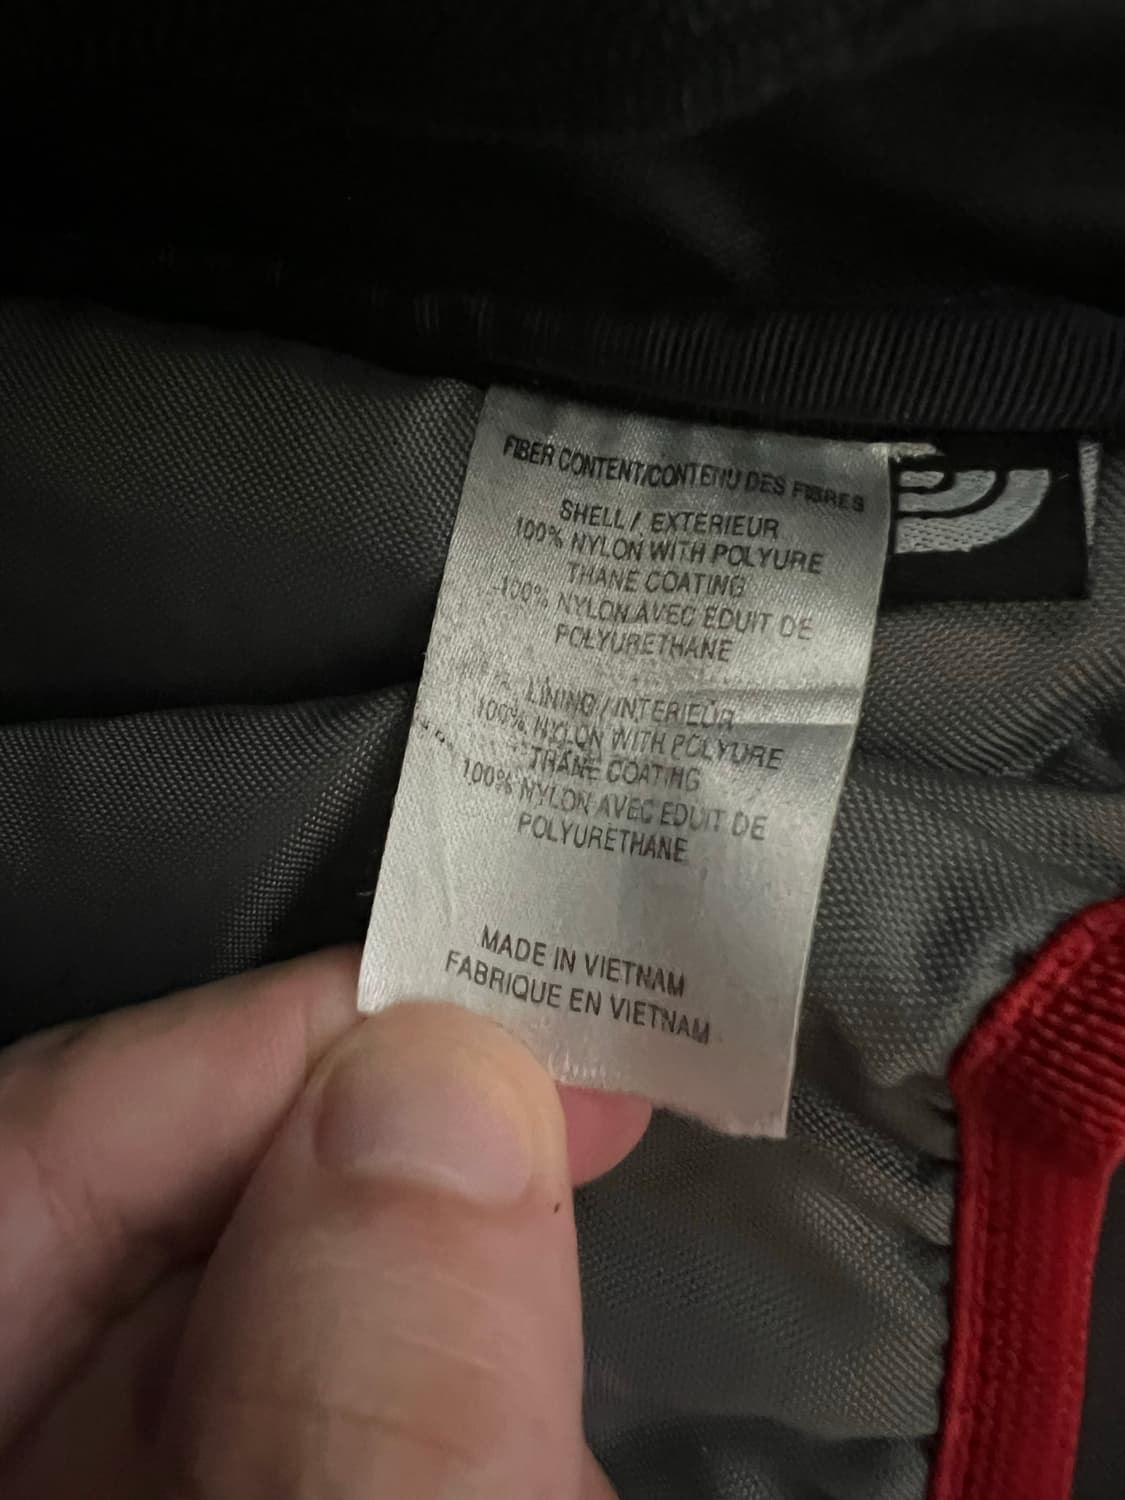 FIBER CONTENT/CONTENU DES FIBRES
SHELL / EXTERIEUR
100% NYLON WITH POLYURE
THANE COATING
100% NYLON AVEC EDUIT DE
POLYURETHANE
LINING / INTERIEUR
100% NYLON WITH POLYURE
THANE COATING
100% NYLON AVEC EDUIT DE
POLYURETHANE
MADE IN VIETNAM
FABRIQUE EN VIETNAM